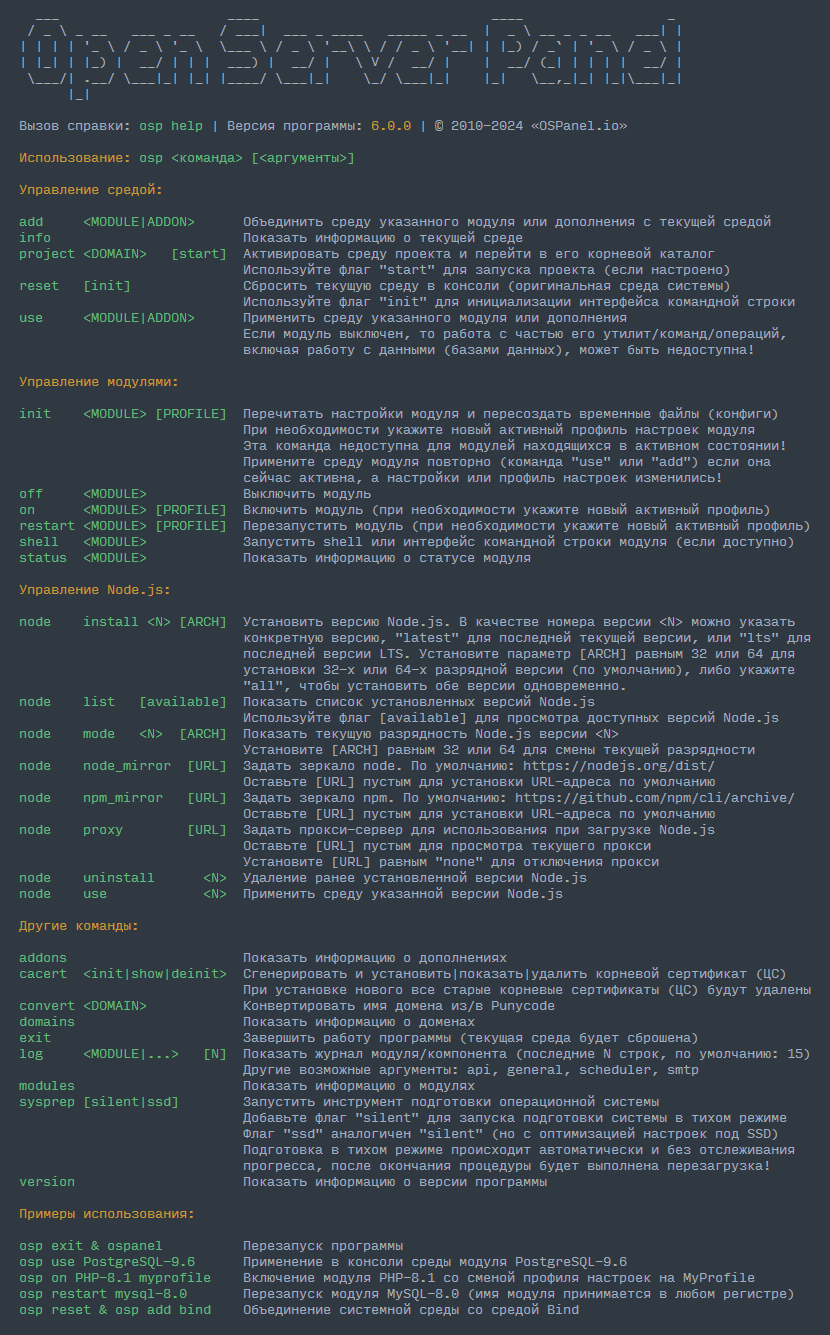 Open Server Panel
Вызов справки: osp help | Версия программы: 6.0.0 | © 2010-2024 «OSPanel.io»
Использование: osp <команда> [<аргументы>]
Управление средой:
add     <MODULE|ADDON>      Объединить среду указанного модуля или дополнения с текущей средой
info                        Показать информацию о текущей среде
project <DOMAIN>   [start]  Активировать среду проекта и перейти в его корневой каталог
                            Используйте флаг "start" для запуска проекта (если настроено)
reset   [init]              Сбросить текущую среду в консоли (оригинальная среда системы)
                            Используйте флаг "init" для инициализации интерфейса командной строки
use     <MODULE|ADDON>      Применить среду указанного модуля или дополнения
                            Если модуль выключен, то работа с частью его утилит/команд/операций,
                            включая работу с данными (базами данных), может быть недоступна!
Управление модулями:
init    <MODULE> [PROFILE]  Перечитать настройки модуля и пересоздать временные файлы (конфиги)
                            При необходимости укажите новый активный профиль настроек модуля
                            Эта команда недоступна для модулей находящихся в активном состоянии!
                            Примените среду модуля повторно (команда "use" или "add") если она
                            сейчас активна, а настройки или профиль настроек изменились!
off     <MODULE>            Выключить модуль
on      <MODULE> [PROFILE]  Включить модуль (при необходимости укажите новый активный профиль)
restart <MODULE> [PROFILE]  Перезапустить модуль (при необходимости укажите новый активный профиль)
shell   <MODULE>            Запустить shell или интерфейс командной строки модуля (если доступно)
status  <MODULE>            Показать информацию о статусе модуля
Управление Node.js:
node    install <N> [ARCH]  Установить версию Node.js. В качестве номера версии <N> можно указать
                            конкретную версию, "latest" для последней текущей версии, или "lts" для
                            последней версии LTS. Установите параметр [ARCH] равным 32 или 64 для
                            установки 32-х или 64-х разрядной версии (по умолчанию), либо укажите
                            "all", чтобы установить обе версии одновременно.
node    list   [available]  Показать список установленных версий Node.js
                            Используйте флаг [available] для просмотра доступных версий Node.js
node    mode   <N>  [ARCH]  Показать текущую разрядность Node.js версии <N>
                            Установите [ARCH] равным 32 или 64 для смены текущей разрядности
node    node_mirror  [URL]  Задать зеркало node. По умолчанию: https://nodejs.org/dist/
                            Оставьте [URL] пустым для установки URL-адреса по умолчанию
node    npm_mirror   [URL]  Задать зеркало npm. По умолчанию: https://github.com/npm/cli/archive/
                            Оставьте [URL] пустым для установки URL-адреса по умолчанию
node    proxy        [URL]  Задать прокси-сервер для использования при загрузке Node.js
                            Оставьте [URL] пустым для просмотра текущего прокси
                            Установите [URL] равным "none" для отключения прокси
node    uninstall      <N>  Удаление ранее установленной версии Node.js
node    use            <N>  Применить среду указанной версии Node.js
Другие команды:
addons                      Показать информацию о дополнениях
cacert  <init|show|deinit>  Сгенерировать и установить|показать|удалить корневой сертификат (ЦС)
                            При установке нового все старые корневые сертификаты (ЦС) будут удалены
convert <DOMAIN>            Конвертировать имя домена из/в Punycode
domains                     Показать информацию о доменах
exit                        Завершить работу программы (текущая среда будет сброшена)
log     <MODULE|...>   [N]  Показать журнал модуля/компонента (последние N строк, по умолчанию: 15)
                            Другие возможные аргументы: api, general, scheduler, smtp
modules                     Показать информацию о модулях
sysprep [silent|ssd]        Запустить инструмент подготовки операционной системы
                            Добавьте флаг "silent" для запуска подготовки системы в тихом режиме
                            Флаг "ssd" аналогичен "silent" (но с оптимизацией настроек под SSD)
                            Подготовка в тихом режиме происходит автоматически и без отслеживания
                            прогресса, после окончания процедуры будет выполнена перезагрузка!
version                     Показать информацию о версии программы
Примеры использования:
osp exit & ospanel          Перезапуск программы
osp use PostgreSQL-9.6      Применение в консоли среды модуля PostgreSQL-9.6
osp on PHP-8.1 myprofile    Включение модуля PHP-8.1 со сменой профиля настроек на MyProfile
osp restart mysql-8.0       Перезапуск модуля MySQL-8.0 (имя модуля принимается в любом регистре)
osp reset & osp add bind    Объединение системной среды со средой Bind